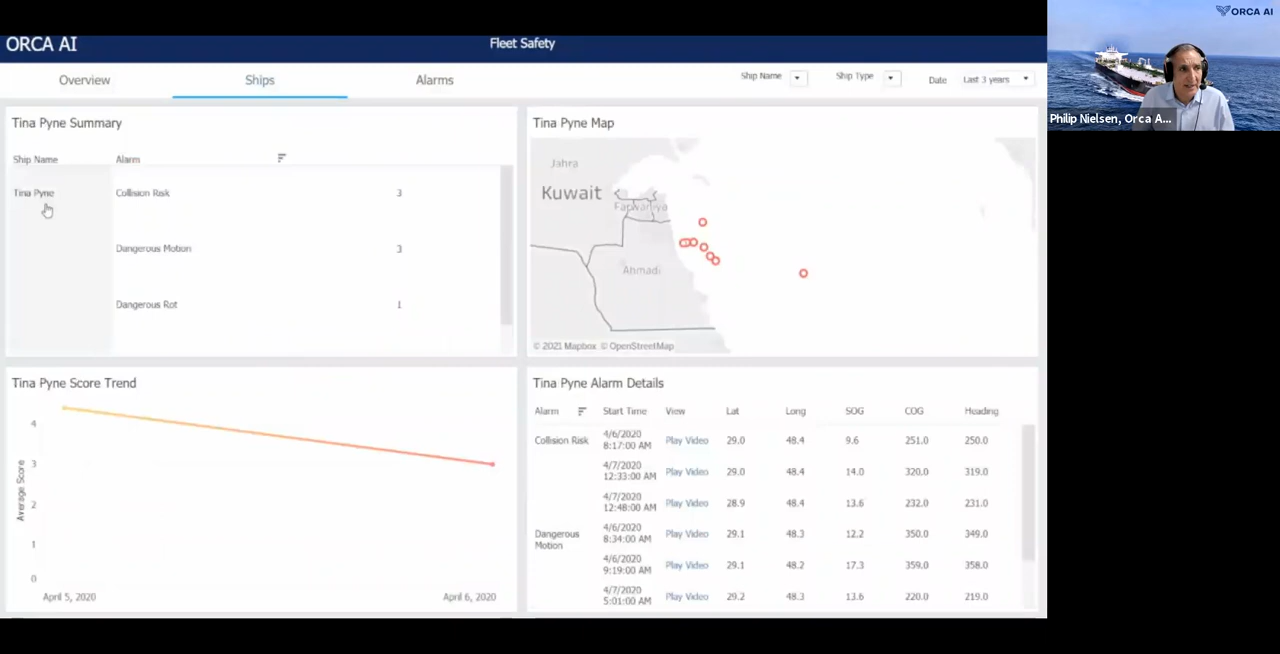 ORCA AI
Fleet Safety
ORCA AI
Overview
Ships
Alarms
Ship Name
Ship Type
Date
Last 3 years
Philip Nielsen, Orca A...
Tina Pyne Summary
Ship Name
Alarm
Tina Pyne
Collision Risk
3
Dangerous Motion
3
Dangerous Rot
1
Tina Pyne Map
Jahra
Kuwait
Farwaniya
Ahmadi
© 2021 Mapbox © OpenStreetMap
Tina Pyne Score Trend
Average Score
4
3
2
1
0
April 5, 2020
April 6, 2020
Tina Pyne Alarm Details
Alarm Start Time View Lat Long SOG COG Heading
Collision Risk 4/6/2020 8:17:00 AM Play Video 29.0 48.4 9.6 251.0 250.0
4/7/2020 12:33:00 AM Play Video 29.0 48.4 14.0 320.0 319.0
4/7/2020 12:48:00 AM Play Video 28.9 48.4 13.6 232.0 231.0
Dangerous Motion 4/6/2020 8:34:00 AM Play Video 29.1 48.3 12.2 350.0 349.0
4/6/2020 9:19:00 AM Play Video 29.1 48.2 17.3 359.0 358.0
4/7/2020 5:01:00 AM Play Video 29.2 48.3 13.6 220.0 219.0